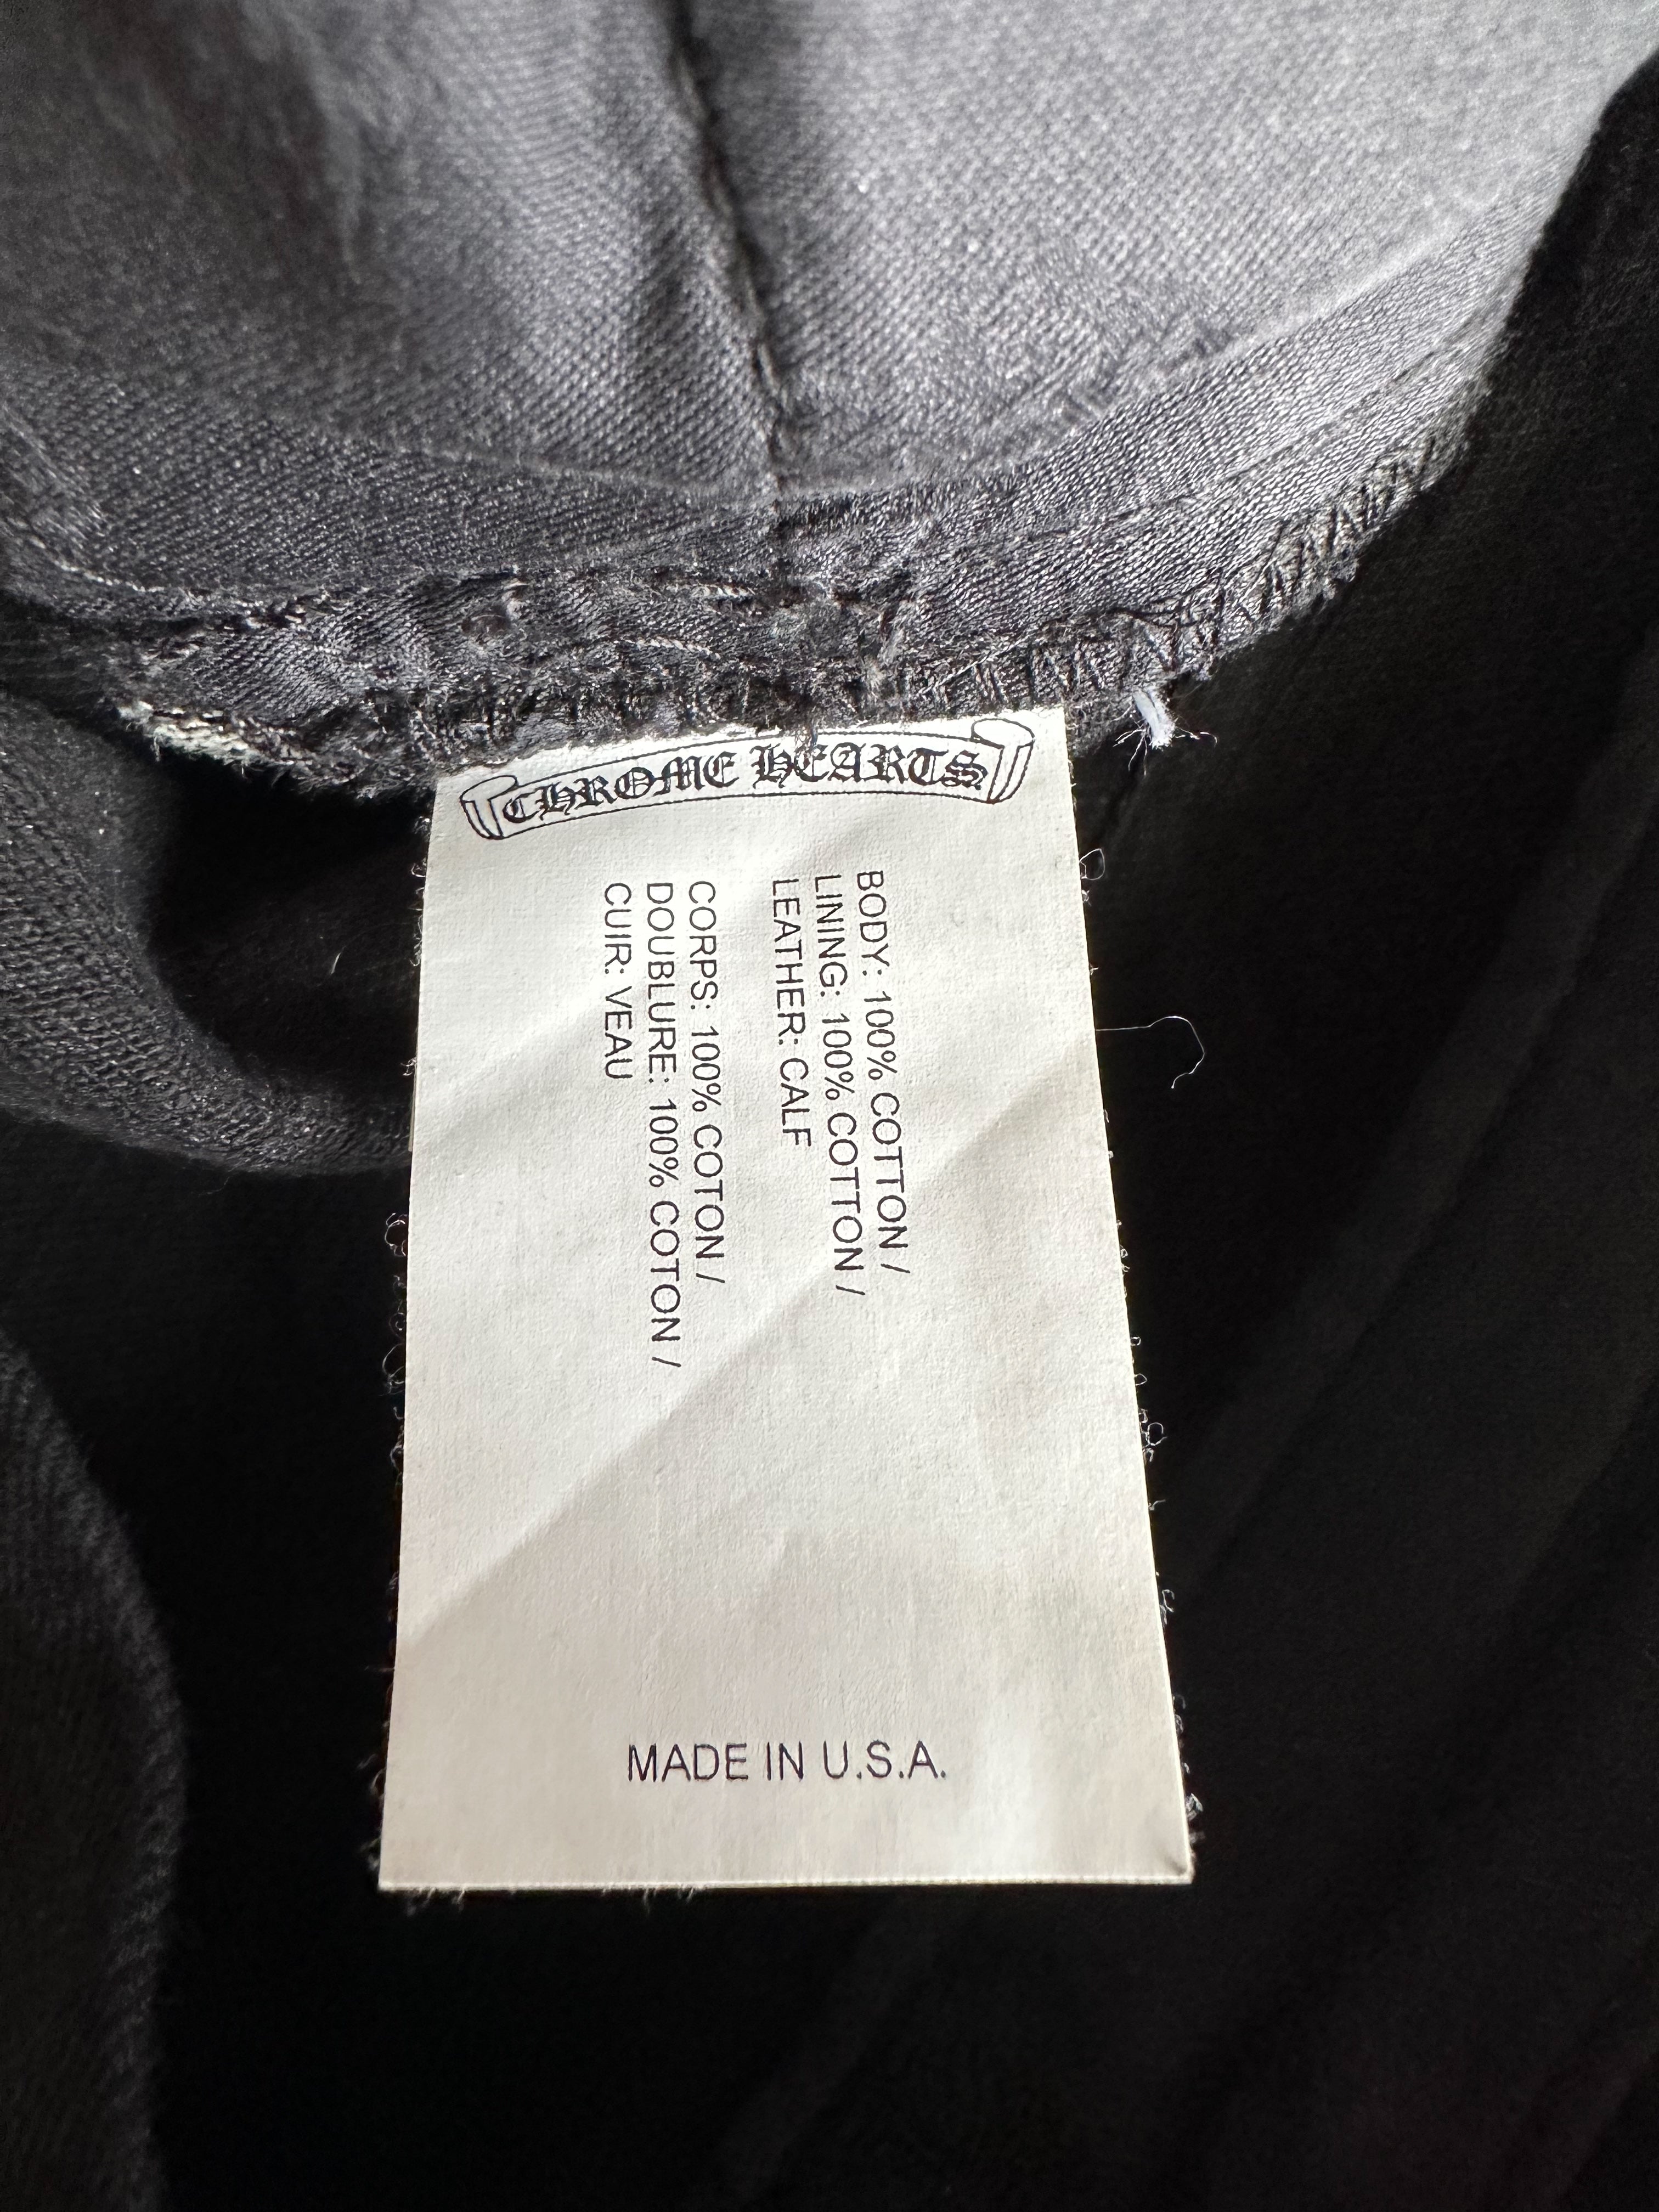 CHROME HEARTS
BODY: 100% COTTON /
LINING: 100% COTTON /
LEATHER: CALF
CORPS: 100% COTON /
DOUBLURE: 100% COTON /
CUIR: VEAU
MADE IN U.S.A.